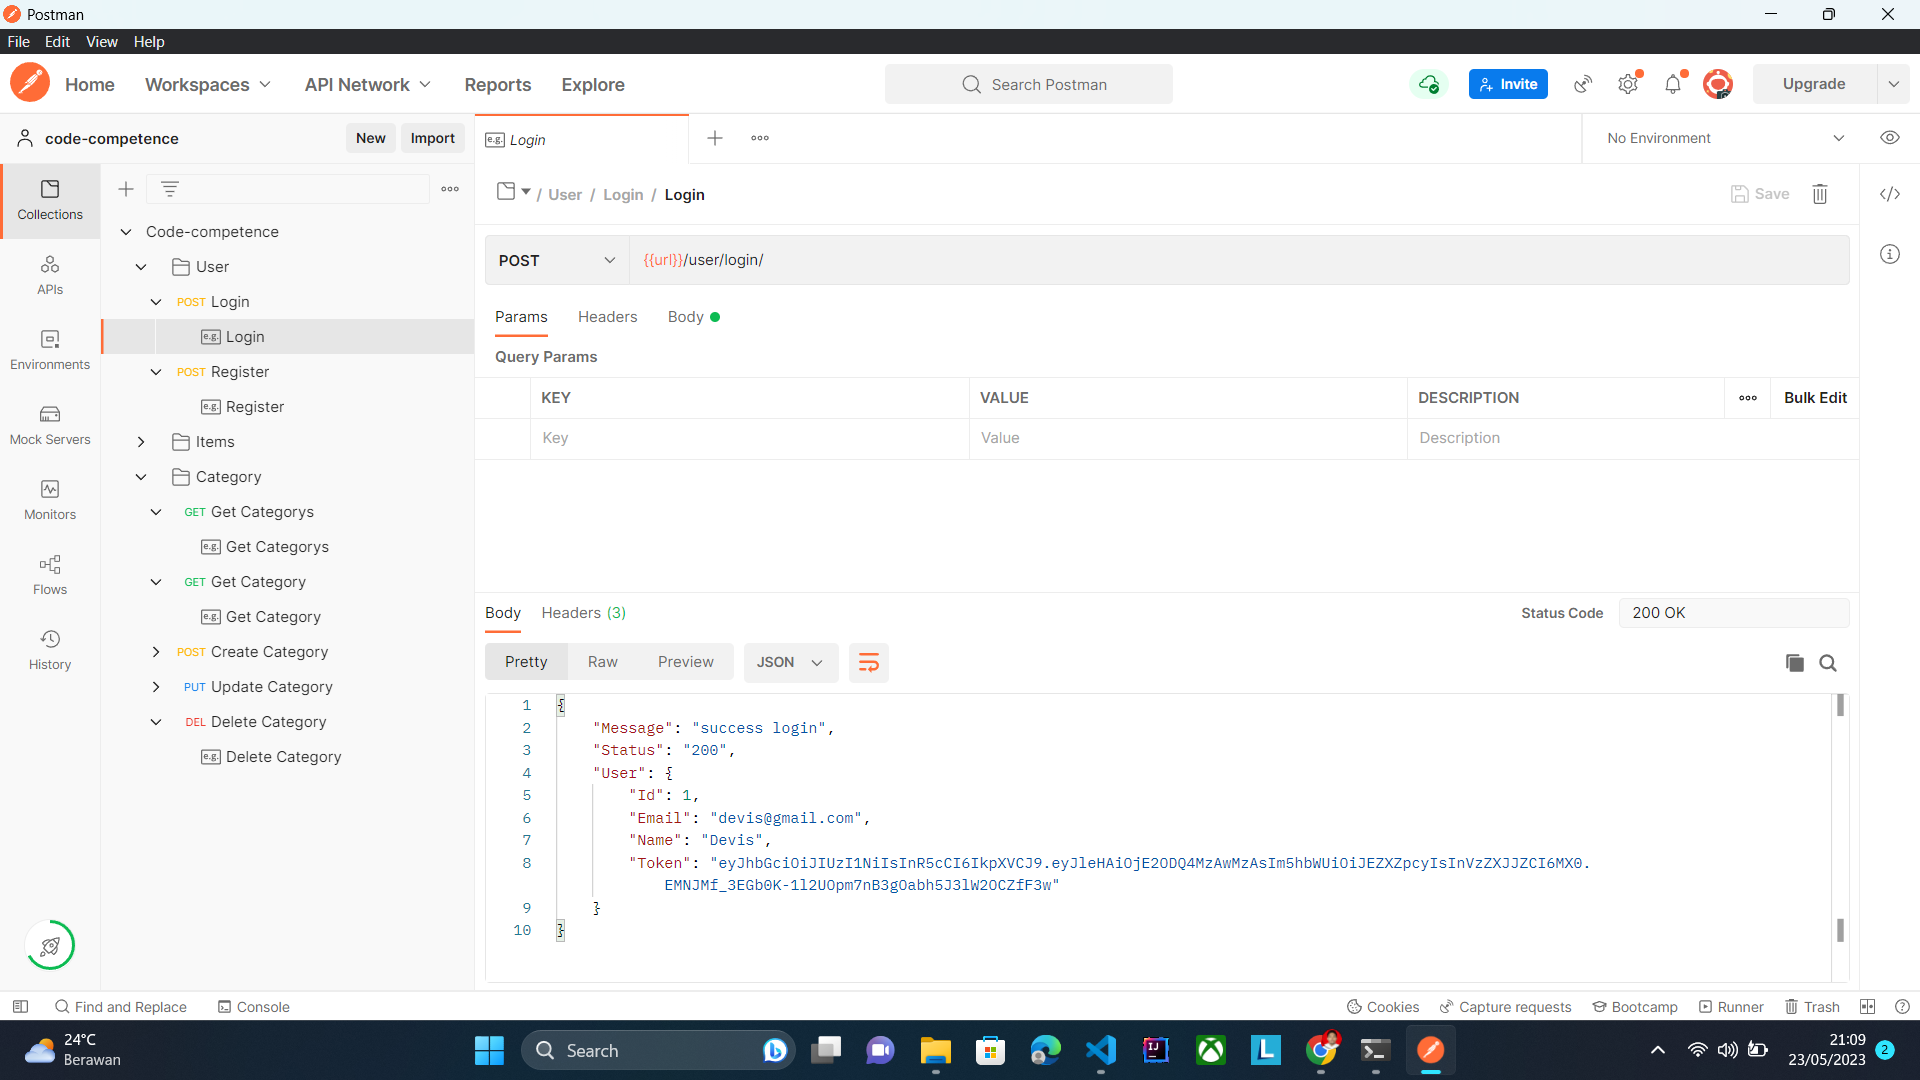 Postman
File Edit View Help
Home Workspaces API Network Reports Explore Search Postman Invite Upgrade
code-competence New Import e.g. Login No Environment
/ User / Login / Login Save
Collections
APIs
Environments
Mock Servers
Monitors
Flows
History
Code-competence
User
POST Login
e.g. Login
POST Register
e.g. Register
Items
Category
GET Get Categorys
e.g. Get Categorys
GET Get Category
e.g. Get Category
POST Create Category
PUT Update Category
DEL Delete Category
e.g. Delete Category
POST {{url}}/user/login/
Params Headers Body
Query Params
KEY VALUE DESCRIPTION Bulk Edit
Key Value Description
Body Headers (3) Status Code 200 OK
Pretty Raw Preview JSON
1 {
2 "Message": "success login",
3 "Status": "200",
4 "User": {
5 "Id": 1,
6 "Email": "devis@gmail.com",
7 "Name": "Devis",
8 "Token": "eyJhbGciOiJIUzI1NiIsInR5cCI6IkpXVCJ9.eyJleHAiOjE2ODQ4MzAwMzAsIm5hbWUiOiJEZXZpcyIsInVzZXJJZCI6MX0.
EMNJMf_3EGb0K-1l2UOpm7nB3gOabh5J3lW2OCZfF3w"
9 }
10 }
Find and Replace Console Cookies Capture requests Bootcamp Runner Trash
24°C
Berawan
Search
21:09
23/05/2023
2